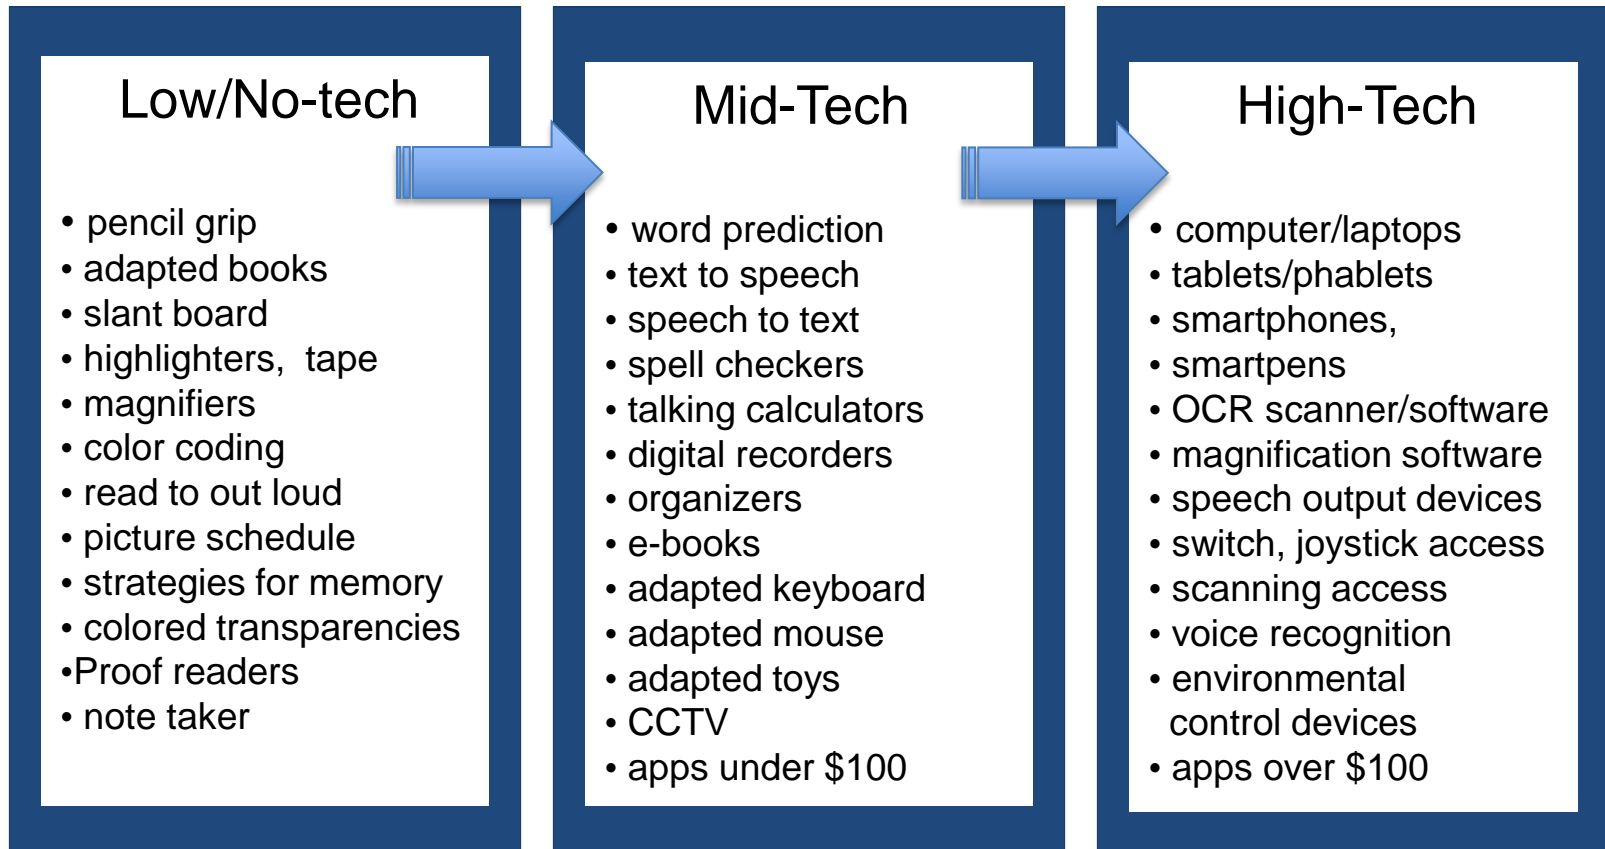 Low/No-tech
• pencil grip
• adapted books
• slant board
• highlighters,  tape
• magnifiers
• color coding
• read to out loud
• picture schedule
• strategies for memory
• colored transparencies
•Proof readers
• note taker
Mid-Tech
• word prediction
• text to speech
• speech to text
• spell checkers
• talking calculators
• digital recorders
• organizers
• e-books
• adapted keyboard
• adapted mouse
• adapted toys
• CCTV
• apps under $100
High-Tech
• computer/laptops
• tablets/phablets
• smartphones,
• smartpens
• OCR scanner/software
• magnification software
• speech output devices
• switch, joystick access
• scanning access
• voice recognition
• environmental
control devices
• apps over $100